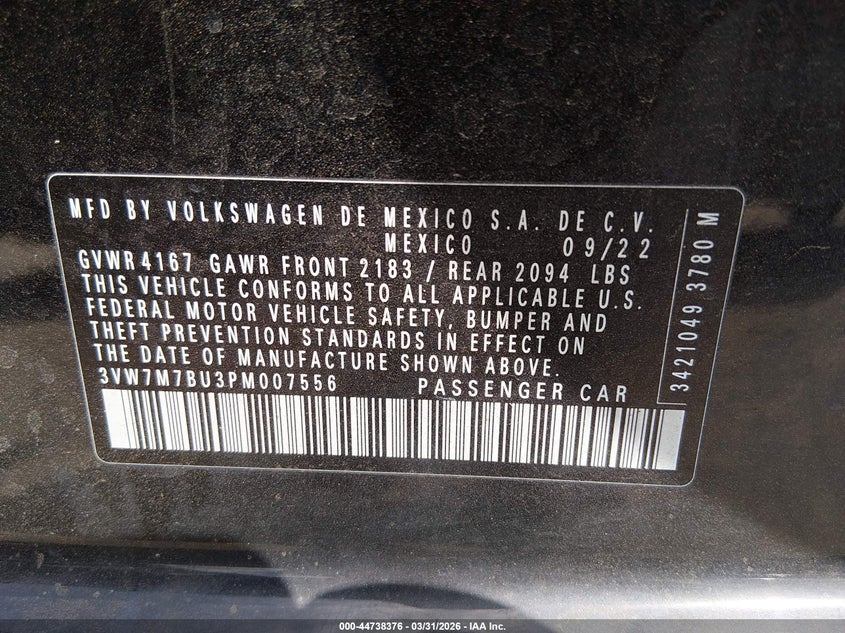 MFD BY VOLKSWAGEN DE MEXICO S.A. DE C.V.
MEXICO 09/22
GVWR 4167 GAWR FRONT 2183 / REAR 2094 LBS
THIS VEHICLE CONFORMS TO ALL APPLICABLE U.S.
FEDERAL MOTOR VEHICLE SAFETY, BUMPER AND
THEFT PREVENTION STANDARDS IN EFFECT ON
THE DATE OF MANUFACTURE SHOWN ABOVE.
3VW7M7BU3PM007556 PASSENGER CAR
3421049 3780 M
000-44738376 - 03/31/2026 - IAA Inc.